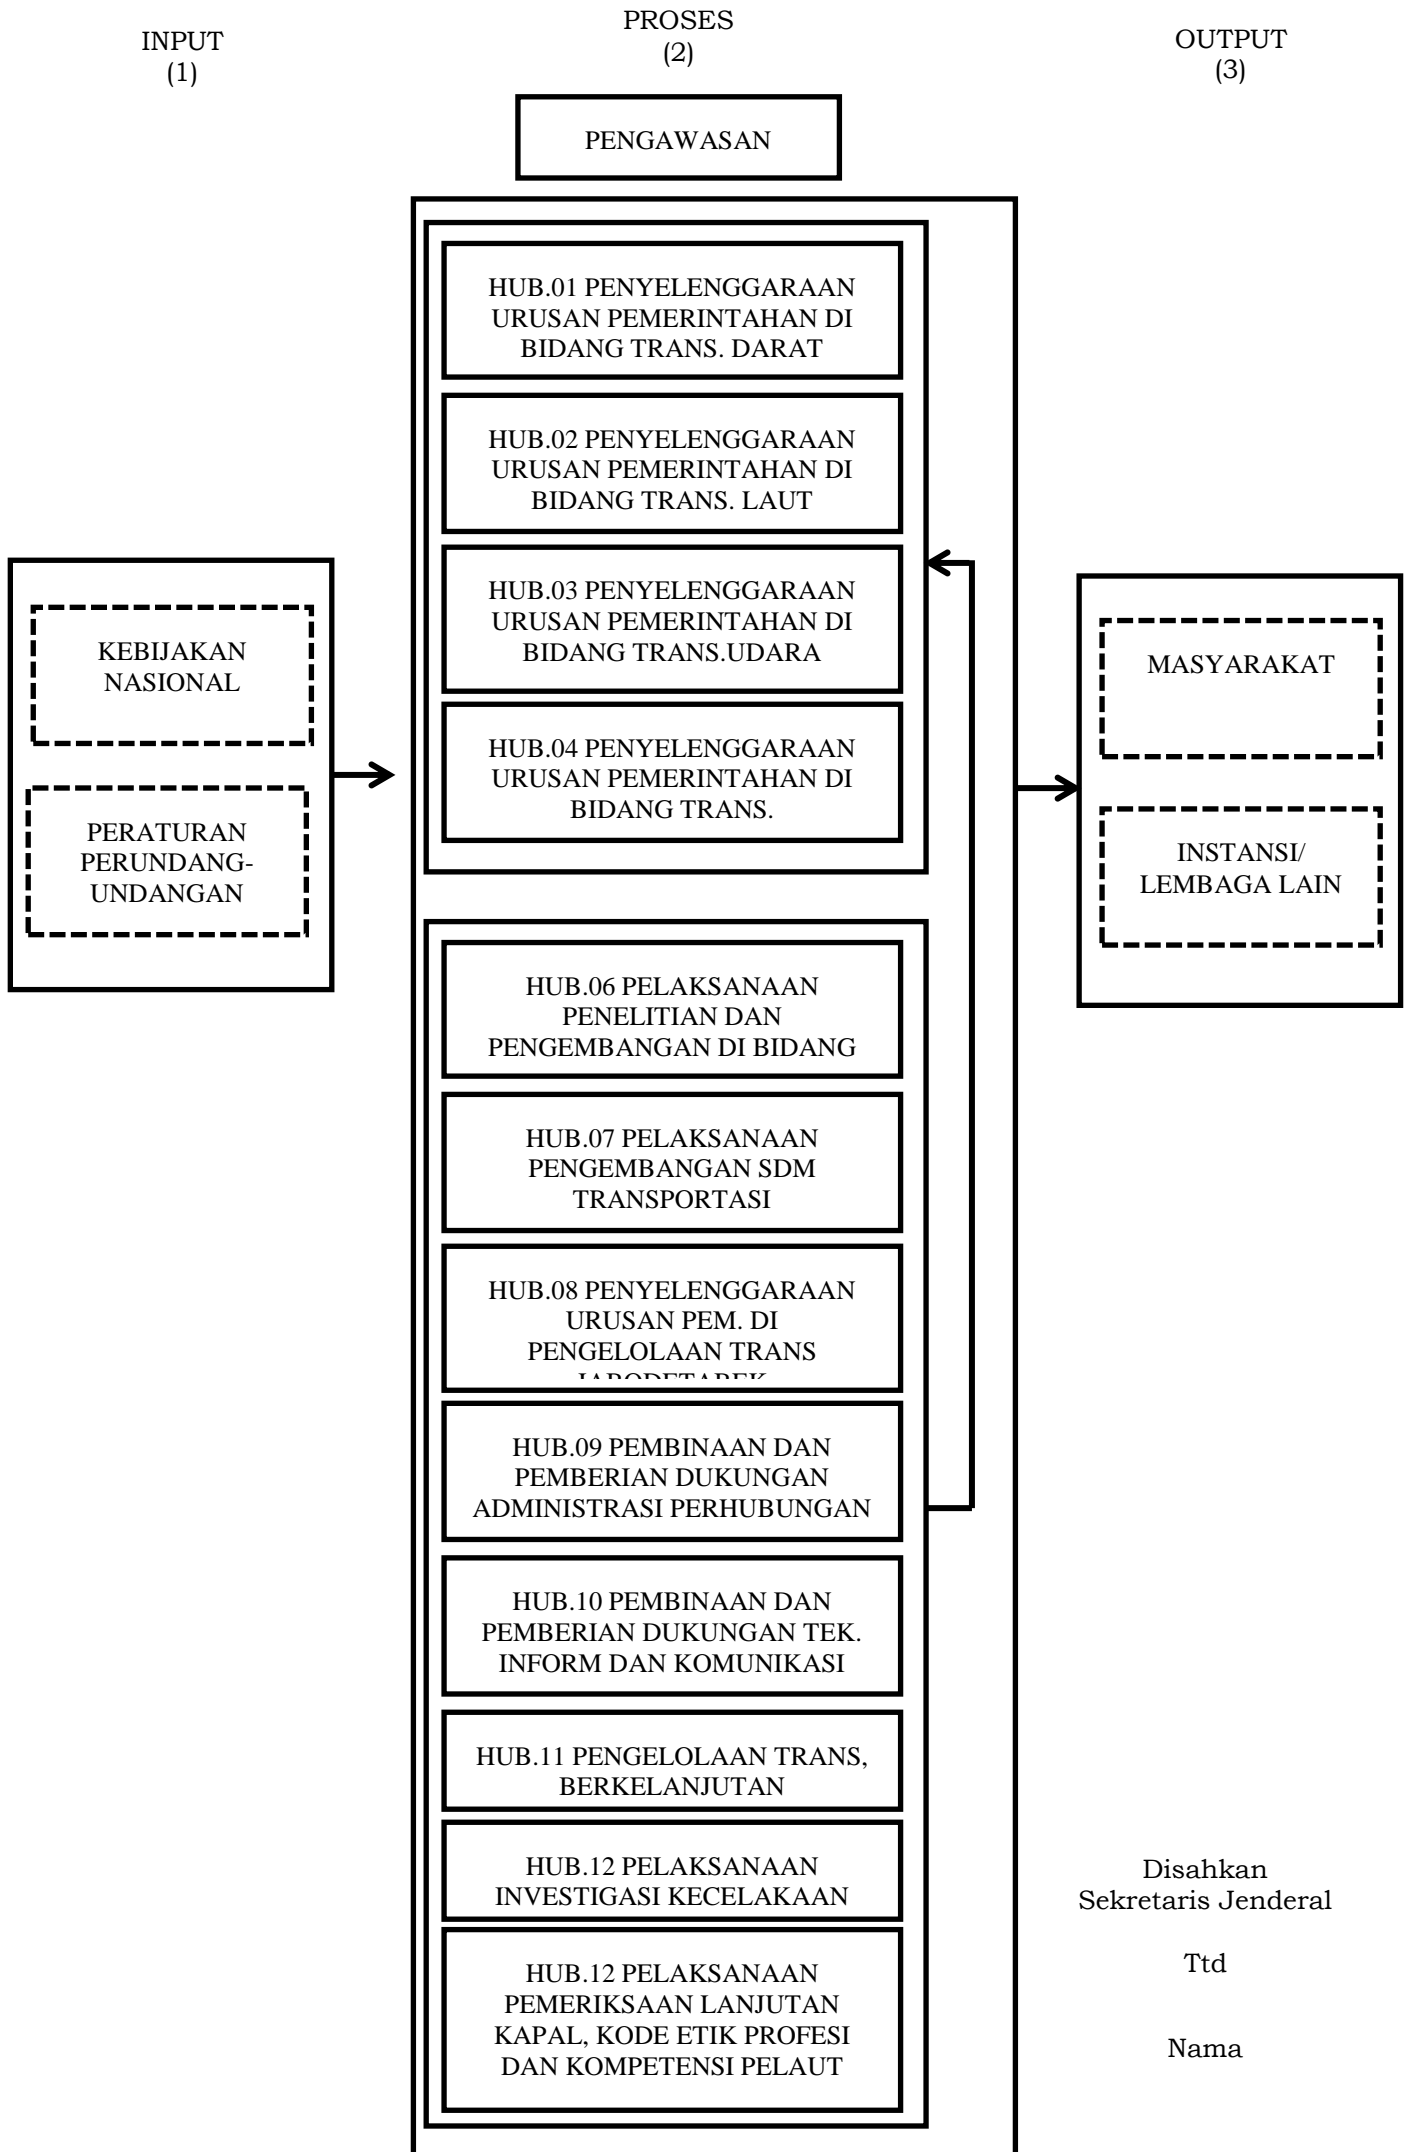 INPUT
(1)
PROSES
(2)
OUTPUT
(3)
PENGAWASAN
HUB.01 PENYELENGGARAAN
URUSAN PEMERINTAHAN DI
BIDANG TRANS. DARAT
HUB.02 PENYELENGGARAAN
URUSAN PEMERINTAHAN DI
BIDANG TRANS. LAUT
HUB.03 PENYELENGGARAAN
URUSAN PEMERINTAHAN DI
BIDANG TRANS.UDARA
HUB.04 PENYELENGGARAAN
URUSAN PEMERINTAHAN DI
BIDANG TRANS.
KEBIJAKAN
NASIONAL
PERATURAN
PERUNDANG-
UNDANGAN
MASYARAKAT
INSTANSI/
LEMBAGA LAIN
HUB.06 PELAKSANAAN
PENELITIAN DAN
PENGEMBANGAN DI BIDANG
HUB.07 PELAKSANAAN
PENGEMBANGAN SDM
TRANSPORTASI
HUB.08 PENYELENGGARAAN
URUSAN PEM. DI
PENGELOLAAN TRANS
JABODETABEK
HUB.09 PEMBINAAN DAN
PEMBERIAN DUKUNGAN
ADMINISTRASI PERHUBUNGAN
HUB.10 PEMBINAAN DAN
PEMBERIAN DUKUNGAN TEK.
INFORM DAN KOMUNIKASI
HUB.11 PENGELOLAAN TRANS,
BERKELANJUTAN
HUB.12 PELAKSANAAN
INVESTIGASI KECELAKAAN
HUB.12 PELAKSANAAN
PEMERIKSAAN LANJUTAN
KAPAL, KODE ETIK PROFESI
DAN KOMPETENSI PELAUT
Disahkan
Sekretaris Jenderal
Ttd
Nama